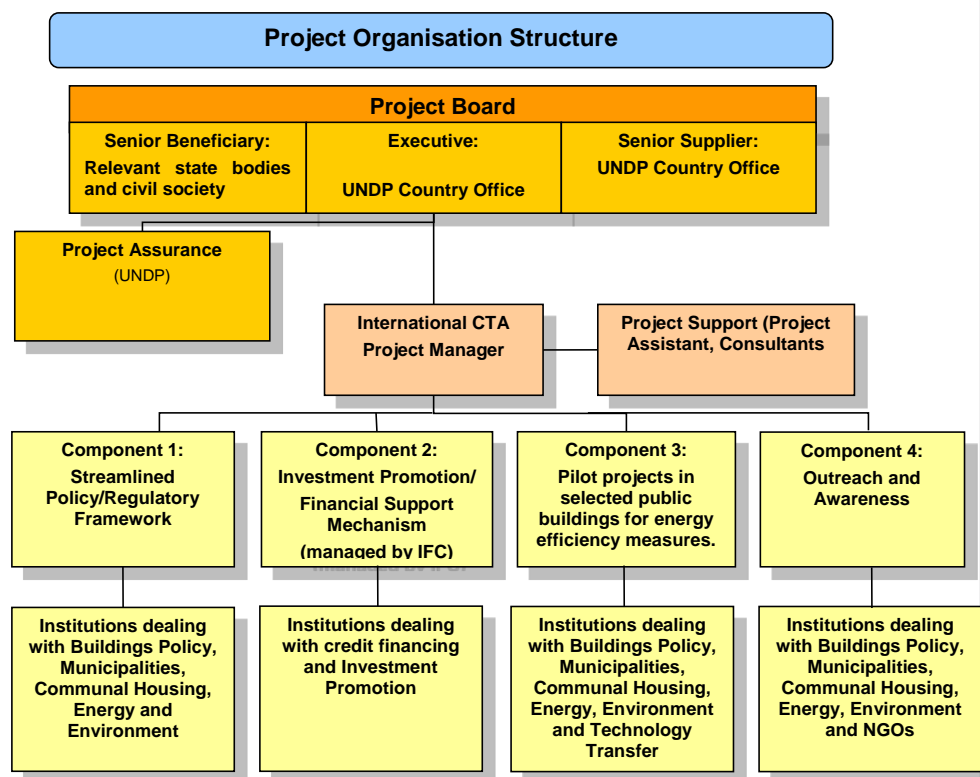 Project Organisation Structure
Project Board
Senior Beneficiary:
Relevant state bodies
and civil society
Executive:
UNDP Country Office
Senior Supplier:
UNDP Country Office
Project Assurance
(UNDP)
International CTA
Project Manager
Project Support (Project
Assistant, Consultants
Component 1:
Streamlined
Policy/Regulatory
Framework
Component 2:
Investment Promotion/
Financial Support
Mechanism
(managed by IFC)
Component 3:
Pilot projects in
selected public
buildings for energy
efficiency measures.
Component 4:
Outreach and
Awareness
Institutions dealing
with Buildings Policy,
Municipalities,
Communal Housing,
Energy and
Environment
Institutions dealing
with credit financing
and Investment
Promotion
Institutions dealing
with Buildings Policy,
Municipalities,
Communal Housing,
Energy, Environment
and Technology
Transfer
Institutions dealing
with Buildings Policy,
Municipalities,
Communal Housing,
Energy, Environment
and NGOs